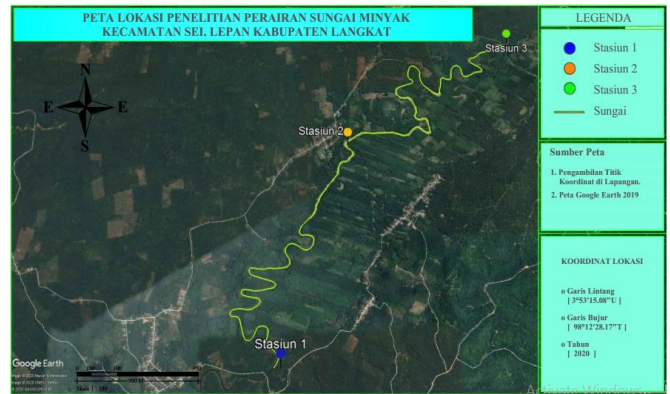 PETA LOKASI PENELITIAN PERAIRAN SUNGAI MINYAK
KECAMATAN SEI. LEPAN KABUPATEN LANGKAT
N
E E
S
Stasiun 3
Stasiun 2
Stasiun 1
Google Earth
LEGENDA
Stasiun 1
Stasiun 2
Stasiun 3
Sungai
Sumber Peta
1. Pengambilan Titik
Koordinat di Lapangan.
2. Peta Google Earth 2019
KOORDINAT LOKASI
o Garis Lintang
[ 3°53'15.08"U ]
o Garis Bujur
[ 98°12'28.17"T ]
o Tahun
[ 2020 ]
Activate Windows